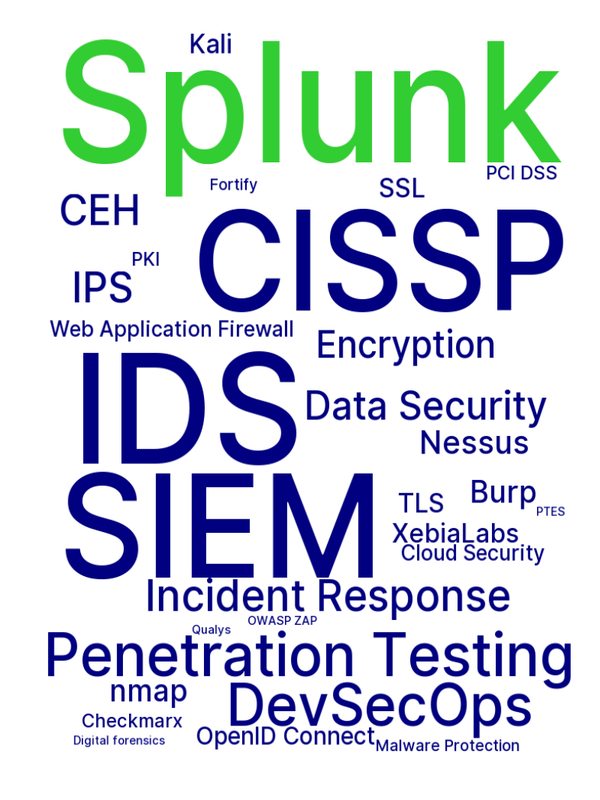 Kali
Splunk
PCI DSS
Fortify
SSL
CEH
CISSP
PKI
IPS
Web Application Firewall
Encryption
IDS
Data Security
Nessus
SIEM
Burp
TLS
PTES
XebiaLabs
Cloud Security
Incident Response
OWASP ZAP
Qualys
Penetration Testing
nmap
DevSecOps
Checkmarx
OpenID Connect
Digital forensics
Malware Protection